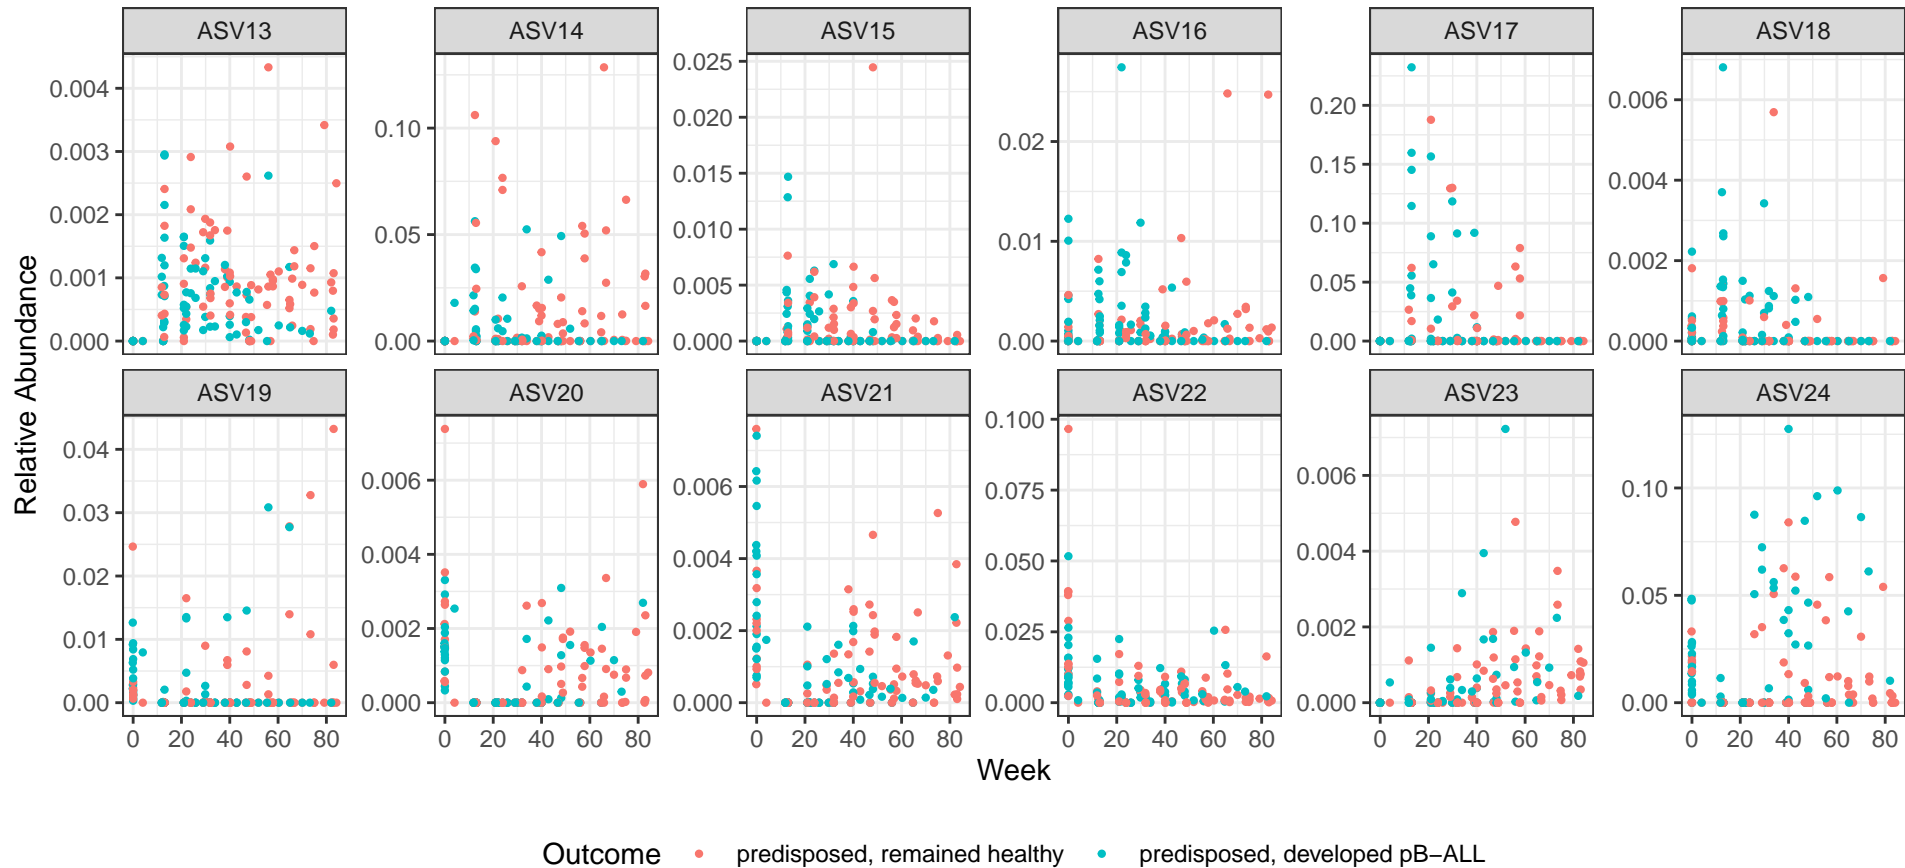 ASV13 ASV14 ASV15 ASV16 ASV17 ASV18
0.004 0.003 0.002 0.001 0.000
0.10 0.05 0.00
0.025 0.020 0.015 0.010 0.005 0.000
0.02 0.01 0.00
0.20 0.15 0.10 0.05 0.00
0.006 0.004 0.002 0.000
Relative Abundance
ASV19 ASV20 ASV21 ASV22 ASV23 ASV24
0.04 0.03 0.02 0.01 0.00
0.006 0.004 0.002 0.000
0.006 0.004 0.002 0.000
0.100 0.075 0.050 0.025 0.000
0.006 0.004 0.002 0.000
0.10 0.05 0.00
0 20 40 60 80 0 20 40 60 80 0 20 40 60 80 0 20 40 60 80 0 20 40 60 80 0 20 40 60 80
Week
Outcome predisposed, remained healthy predisposed, developed pB−ALL